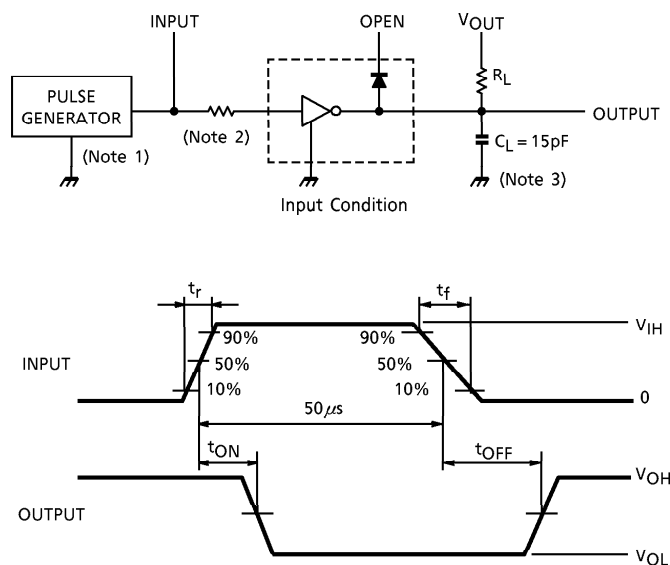 INPUT
OPEN
VOUT
PULSE
GENERATOR
(Note 1)
(Note 2)
RL
OUTPUT
CL = 15pF
(Note 3)
Input Condition
tr
tf
VIH
90%
90%
INPUT
50%
50%
10%
10%
0
50μs
tON
tOFF
VOH
OUTPUT
VOL